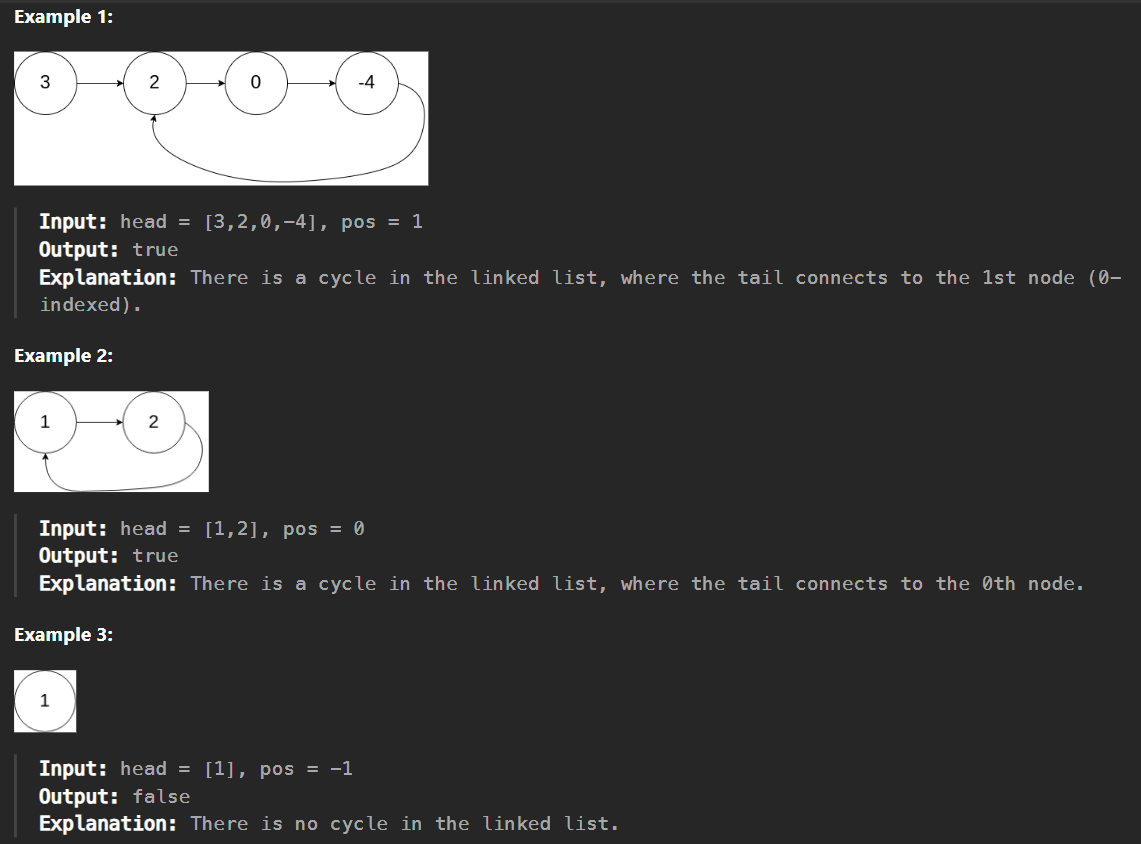 Example 1:
3 2 0 -4
Input: head = [3,2,0,-4], pos = 1
Output: true
Explanation: There is a cycle in the linked list, where the tail connects to the 1st node (0-
indexed).
Example 2:
1 2
Input: head = [1,2], pos = 0
Output: true
Explanation: There is a cycle in the linked list, where the tail connects to the 0th node.
Example 3:
1
Input: head = [1], pos = -1
Output: false
Explanation: There is no cycle in the linked list.